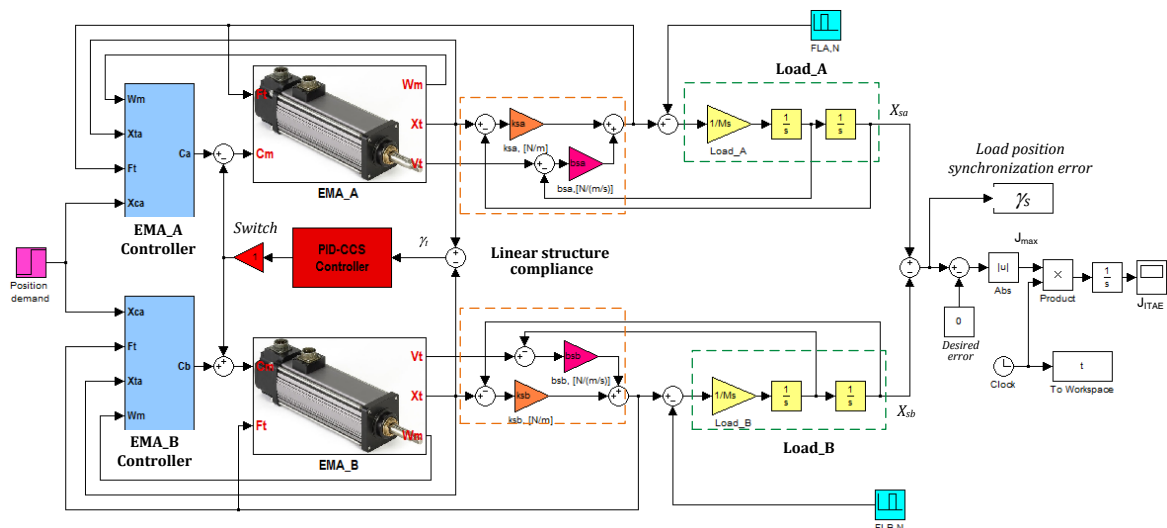 FLA,N
Load_A
Wm
Xta
Ft
Xca
Ca
EMA_A
Controller
Ft
Cm
Wm
Xt
Vt
EMA_A
ksa
ksa, [N/m]
bsa
bsa,[N/(m/s)]
1/Ms
Load_A
1
s
1
s
Xsa
Load position
synchronization error
γs
Switch
1
PID-CCS
Controller
γt
Linear structure
compliance
Position
demand
Jmax
|u|
Abs
×
Product
1
s
JITAE
0
Desired
error
Clock
t
To Workspace
Xca
Ft
Xta
Wm
Cb
EMA_B
Controller
Cm
Ft
Vt
Xt
Wm
EMA_B
bsb
bsb, [N/(m/s)]
ksb
ksb, [N/m]
1/Ms
Load_B
1
s
1
s
Xsb
Load_B
FLB,N